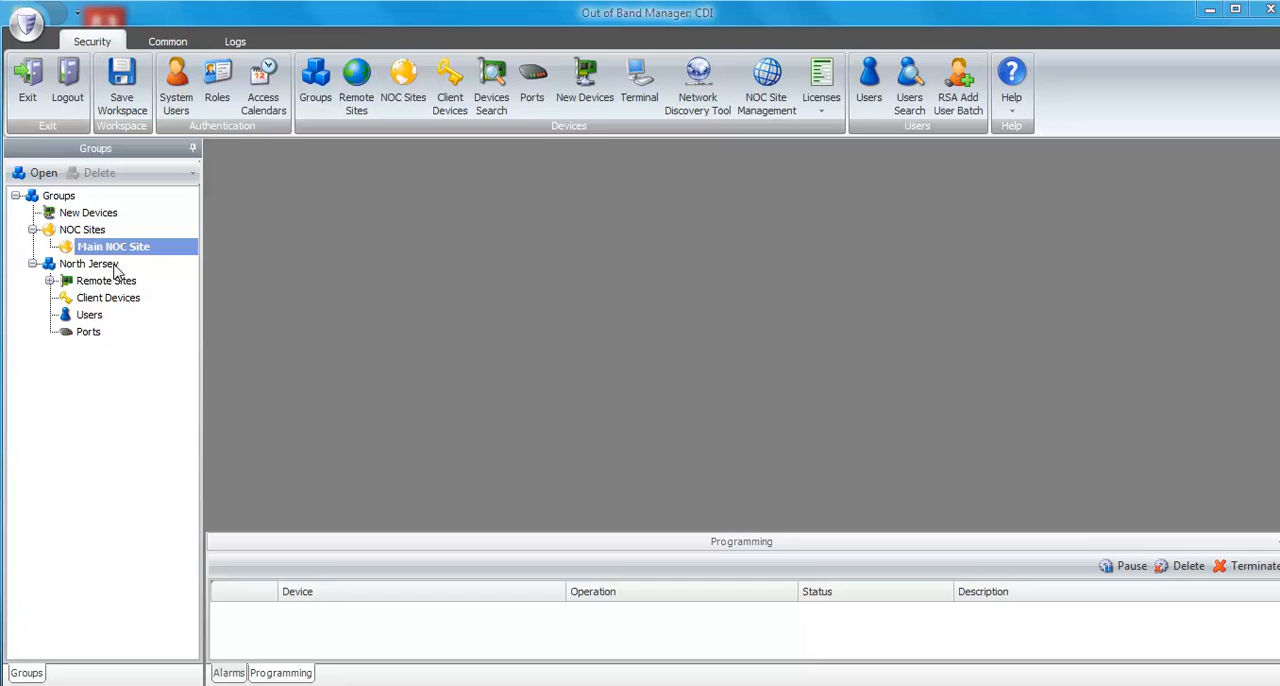 Out of Band Manager: CDI
Security Common Logs
Exit Logout Save Workspace System Users Roles Access Calendars Groups Remote Sites NOC Sites Client Devices Devices Search Ports New Devices Terminal Network Discovery Tool NOC Site Management Licenses Users Users Search RSA Add User Batch Help
Exit Workspace Authentication Devices Users Help
Groups
Open Delete
Groups
New Devices
NOC Sites
Main NOC Site
North Jersey
Remote Sites
Client Devices
Users
Ports
Programming
Pause Delete Terminate
Device Operation Status Description
Groups Alarms Programming